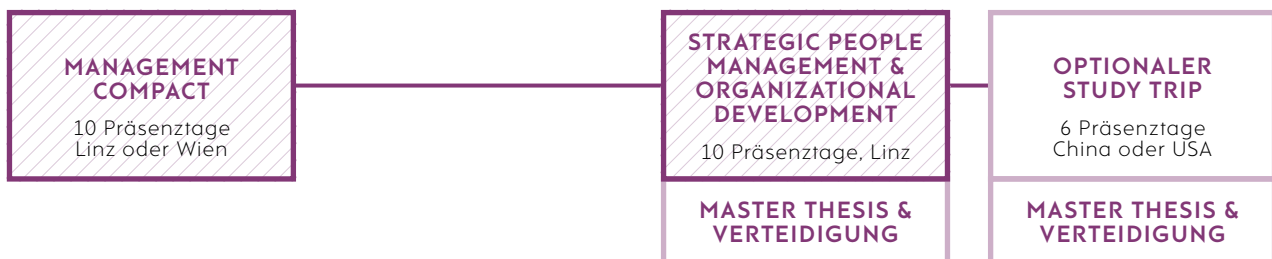 MANAGEMENT
COMPACT
10 Präsenztage
Linz oder Wien
STRATEGIC PEOPLE
MANAGEMENT &
ORGANIZATIONAL
DEVELOPMENT
10 Präsenztage, Linz
MASTER THESIS &
VERTEIDIGUNG
OPTIONALER
STUDY TRIP
6 Präsenztage
China oder USA
MASTER THESIS &
VERTEIDIGUNG